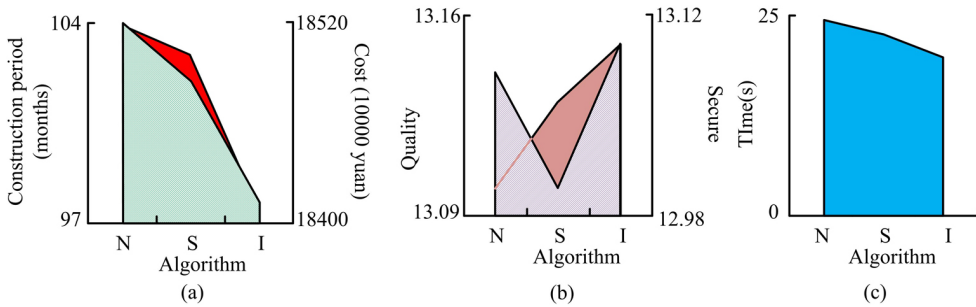 104
97
Construction period
(months)
18520
18400
Cost (10000 yuan)
N S I
Algorithm
(a)
13.16
13.09
Quality
13.12
12.98
Secure
N S I
Algorithm
(b)
25
0
TIme)(s)
N S I
Algorithm
(c)